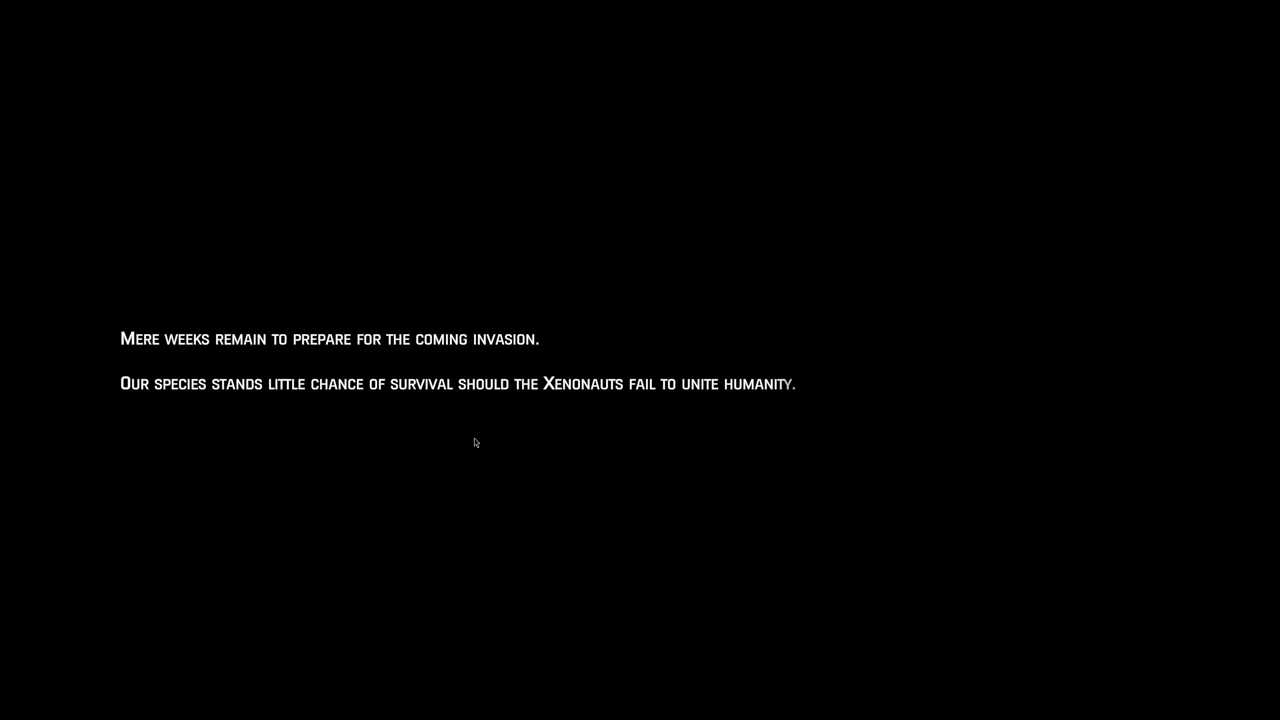 Mere weeks remain to prepare for the coming invasion.
Our species stands little chance of survival should the Xenonauts fail to unite humanity.